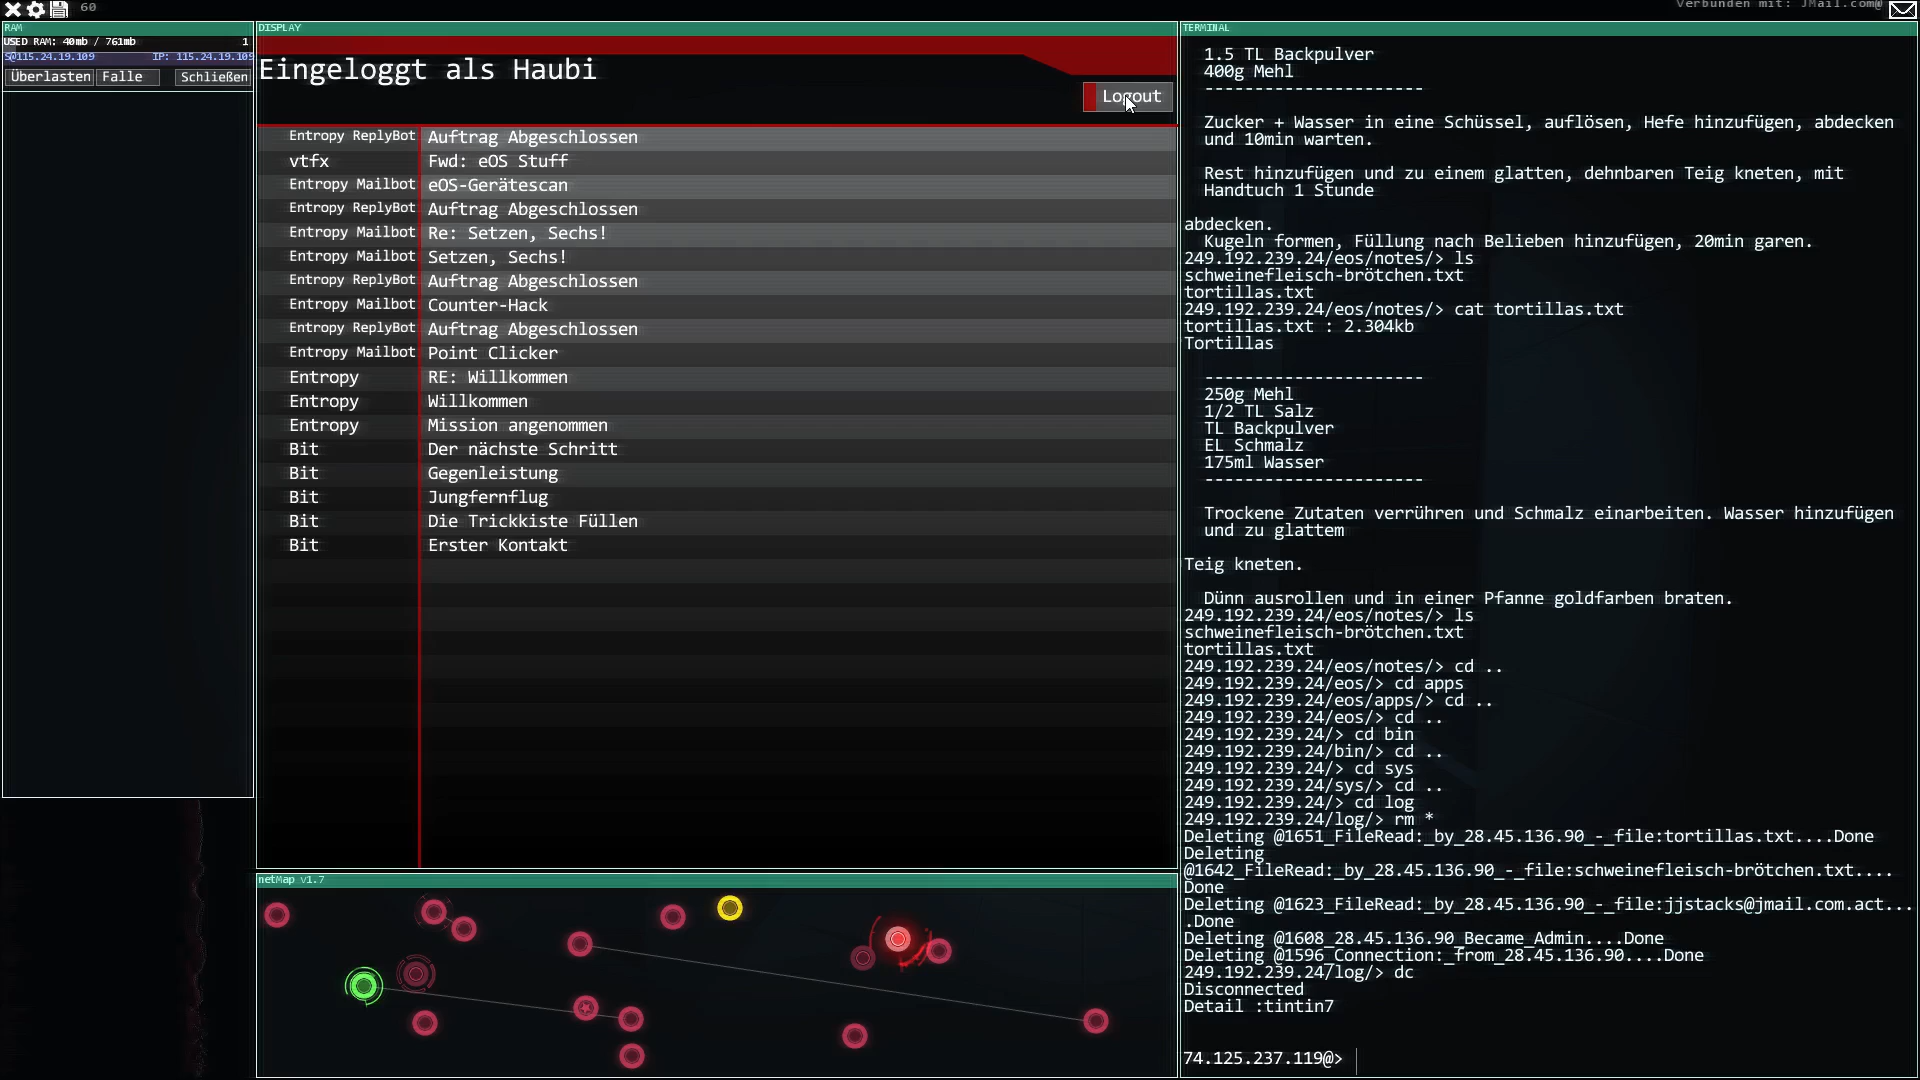 60
Verbunden mit: JMail.com@
RAM
USED RAM: 40mb / 761mb 1
S@115.24.19.109 IP: 115.24.19.109
Überlasten Falle Schließen
DISPLAY
Eingeloggt als Haubi
Logout
Entropy ReplyBot Auftrag Abgeschlossen
vtfx Fwd: eOS Stuff
Entropy Mailbot eOS-Gerätescan
Entropy ReplyBot Auftrag Abgeschlossen
Entropy Mailbot Re: Setzen, Sechs!
Entropy Mailbot Setzen, Sechs!
Entropy ReplyBot Auftrag Abgeschlossen
Entropy Mailbot Counter-Hack
Entropy ReplyBot Auftrag Abgeschlossen
Entropy Mailbot Point Clicker
Entropy RE: Willkommen
Entropy Willkommen
Entropy Mission angenommen
Bit Der nächste Schritt
Bit Gegenleistung
Bit Jungfernflug
Bit Die Trickkiste Füllen
Bit Erster Kontakt
netMap v1.7
TERMINAL
1.5 TL Backpulver
400g Mehl
----------------------
Zucker + Wasser in eine Schüssel, auflösen, Hefe hinzufügen, abdecken
und 10min warten.
Rest hinzufügen und zu einem glatten, dehnbaren Teig kneten, mit
Handtuch 1 Stunde
abdecken.
Kugeln formen, Füllung nach Belieben hinzufügen, 20min garen.
249.192.239.24/eos/notes/> ls
schweinefleisch-brötchen.txt
tortillas.txt
249.192.239.24/eos/notes/> cat tortillas.txt
tortillas.txt : 2.304kb
Tortillas
----------------------
250g Mehl
1/2 TL Salz
TL Backpulver
EL Schmalz
175ml Wasser
----------------------
Trockene Zutaten verrühren und Schmalz einarbeiten. Wasser hinzufügen
und zu glattem
Teig kneten.
Dünn ausrollen und in einer Pfanne goldfarben braten.
249.192.239.24/eos/notes/> ls
schweinefleisch-brötchen.txt
tortillas.txt
249.192.239.24/eos/notes/> cd ..
249.192.239.24/eos/> cd apps
249.192.239.24/eos/apps/> cd ..
249.192.239.24/eos/> cd ..
249.192.239.24/> cd bin
249.192.239.24/bin/> cd ..
249.192.239.24/> cd sys
249.192.239.24/sys/> cd ..
249.192.239.24/> cd log
249.192.239.24/log/> rm *
Deleting @1651_FileRead:_by_28.45.136.90_-_file:tortillas.txt....Done
Deleting
@1642_FileRead:_by_28.45.136.90_-_file:schweinefleisch-brötchen.txt....
Done
Deleting @1623_FileRead:_by_28.45.136.90_-_file:jjstacks@jmail.com.act...
.Done
Deleting @1608_28.45.136.90_Became_Admin....Done
Deleting @1596_Connection:_from_28.45.136.90....Done
249.192.239.24/log/> dc
Disconnected
Detail :tintin7
74.125.237.119@>